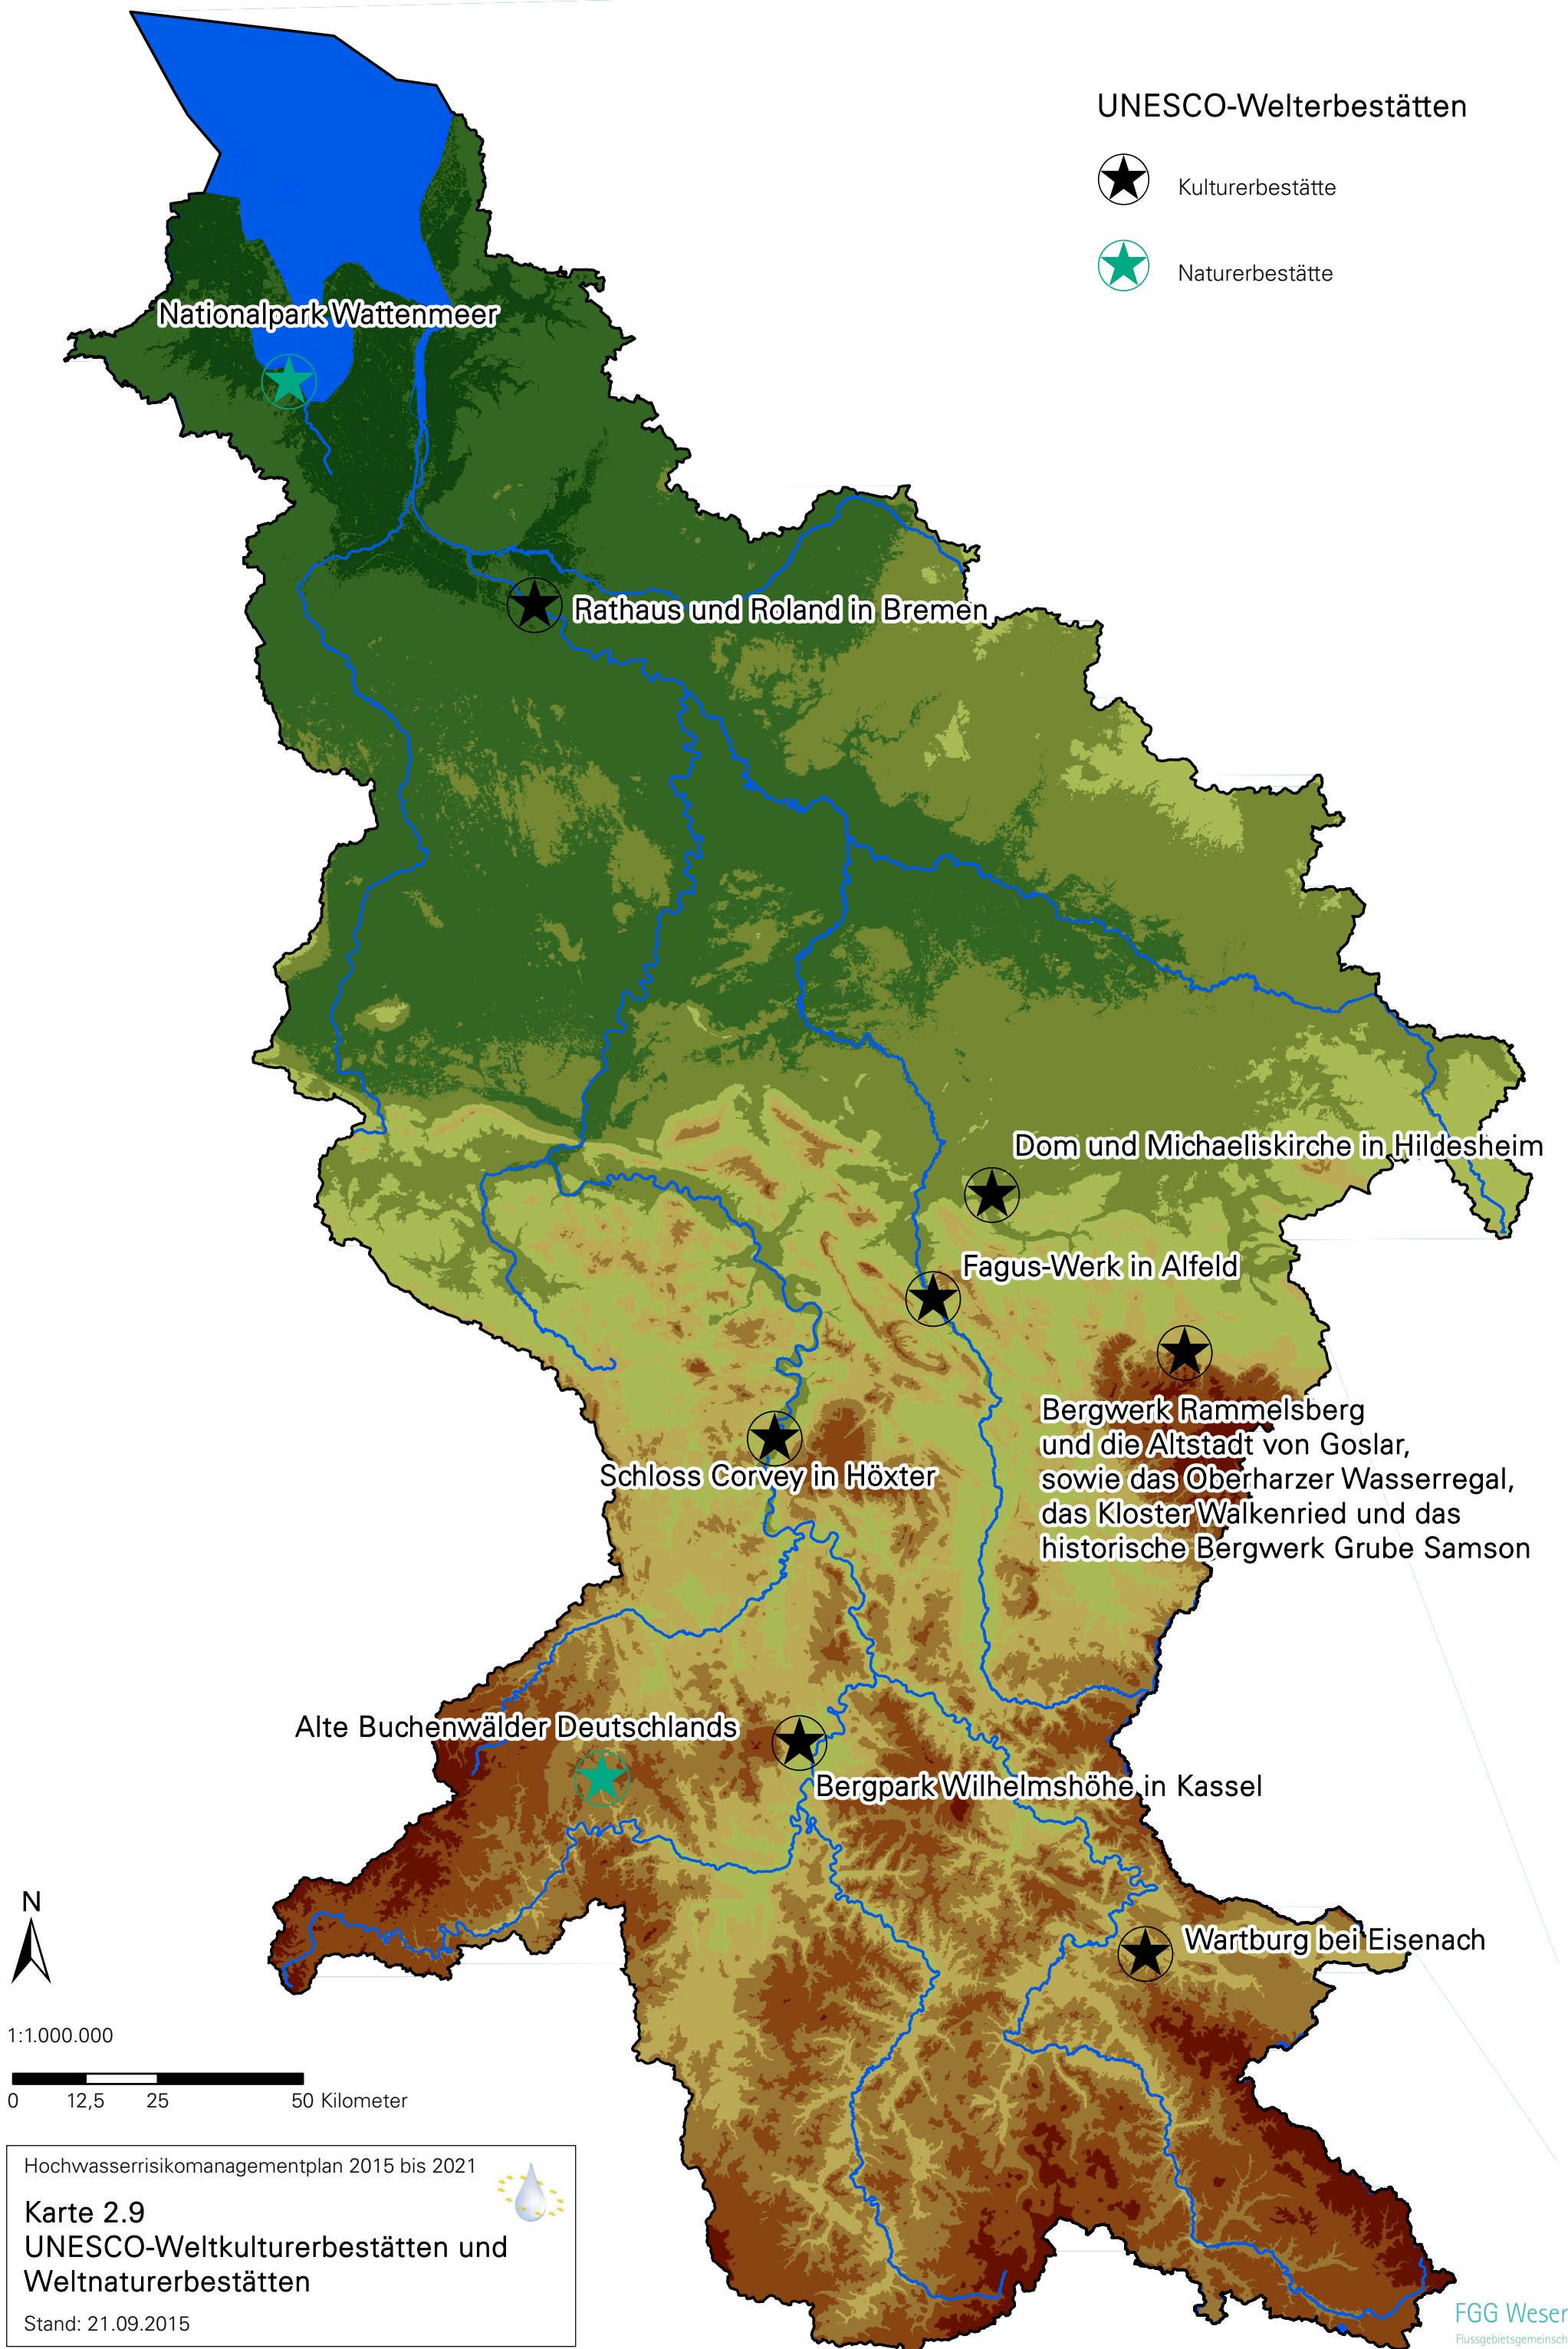 UNESCO-Welterbestätten
Kulturerbestätte
Naturerbestätte
Nationalpark Wattenmeer
Rathaus und Roland in Bremen
Dom und Michaeliskirche in Hildesheim
Fagus-Werk in Alfeld
Bergwerk Rammelsberg
und die Altstadt von Goslar,
sowie das Oberharzer Wasserregal,
das Kloster Walkenried und das
historische Bergwerk Grube Samson
Schloss Corvey in Höxter
Alte Buchenwälder Deutschlands
Bergpark Wilhelmshöhe in Kassel
Wartburg bei Eisenach
N
1:1.000.000
0 12,5 25 50 Kilometer
Hochwasserrisikomanagementplan 2015 bis 2021
Karte 2.9
UNESCO-Weltkulturerbestätten und
Weltnaturerbestätten
Stand: 21.09.2015
FGG Weser
Flussgebietsgemeinsch